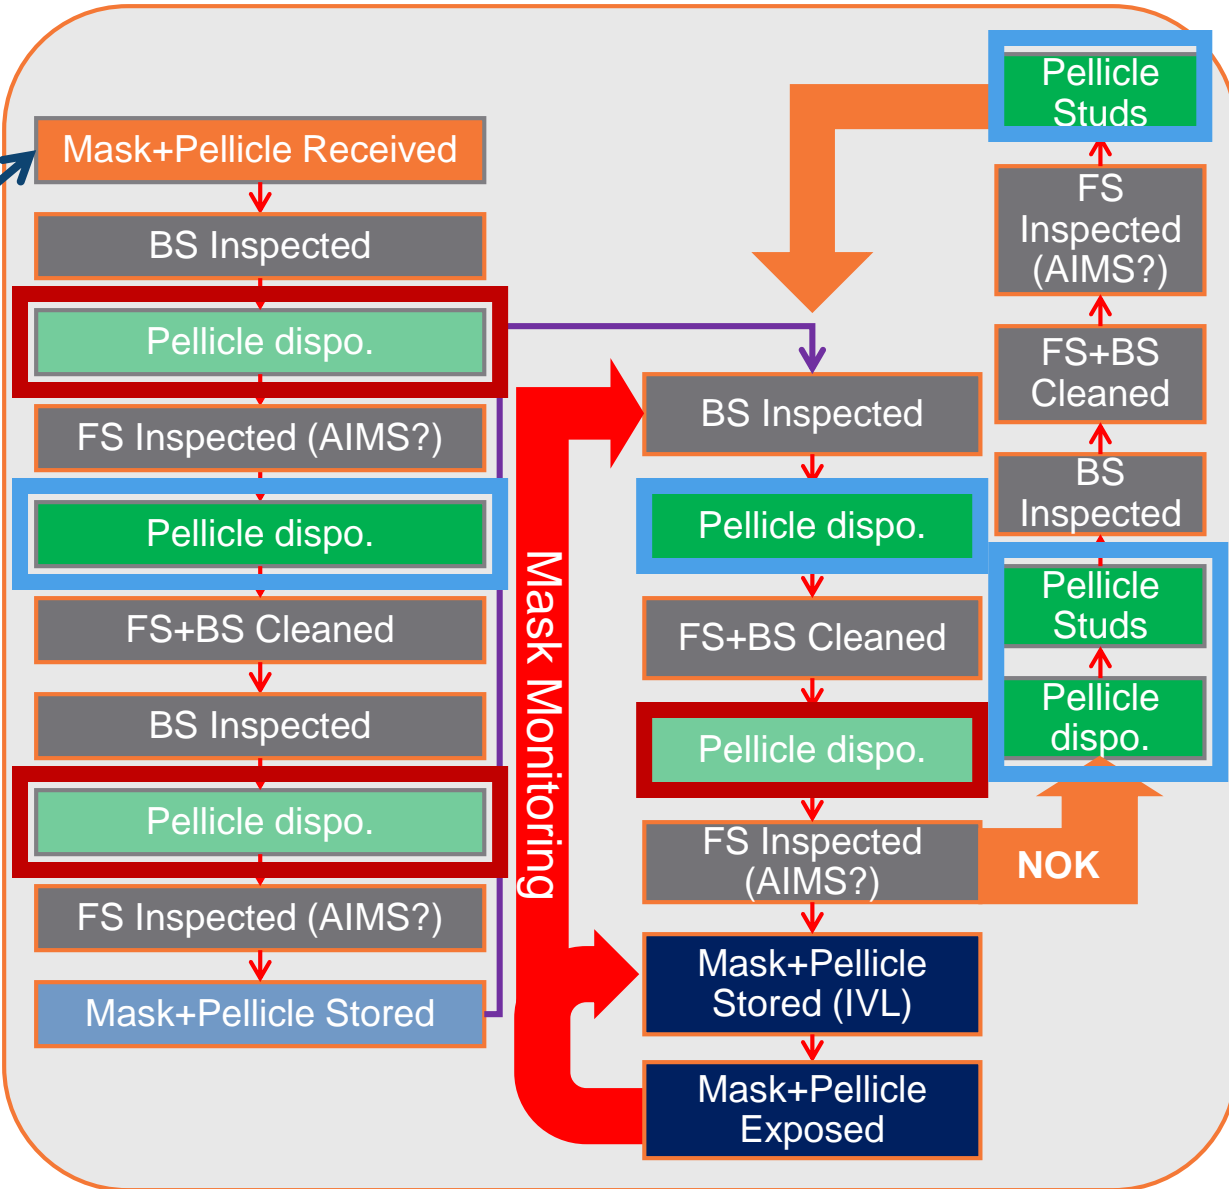 Mask+Pellicle Received
BS Inspected
Pellicle dispo.
FS Inspected (AIMS?)
Pellicle dispo.
FS+BS Cleaned
BS Inspected
Pellicle dispo.
FS Inspected (AIMS?)
Mask+Pellicle Stored
Mask Monitoring
BS Inspected
Pellicle dispo.
FS+BS Cleaned
Pellicle dispo.
FS Inspected
(AIMS?)
Mask+Pellicle
Stored (IVL)
Mask+Pellicle
Exposed
NOK
Pellicle
Studs
FS
Inspected
(AIMS?)
FS+BS
Cleaned
BS
Inspected
Pellicle
Studs
Pellicle
dispo.